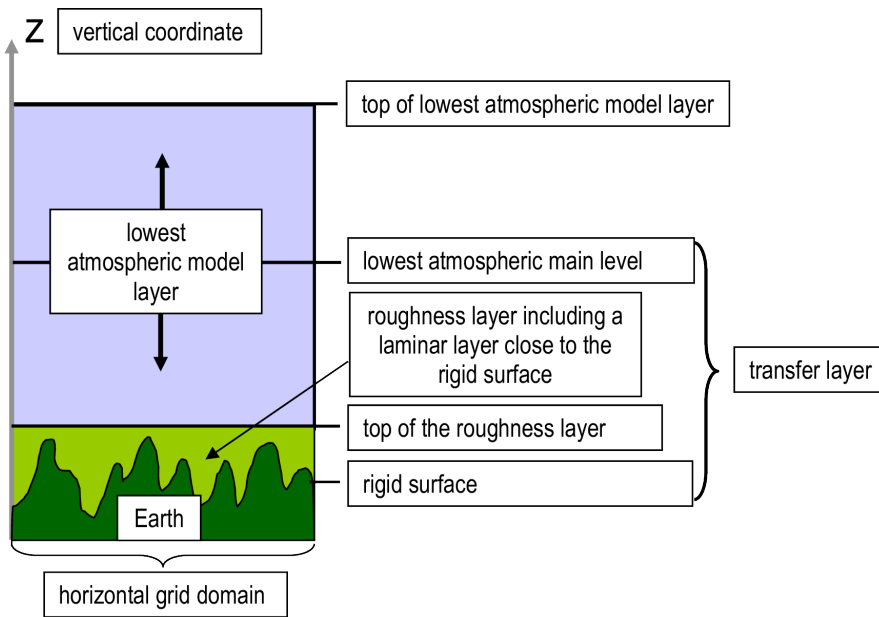 z
vertical coordinate
top of lowest atmospheric model layer
lowest
atmospheric model
layer
lowest atmospheric main level
roughness layer including a
laminar layer close to the
rigid surface
transfer layer
top of the roughness layer
rigid surface
Earth
horizontal grid domain